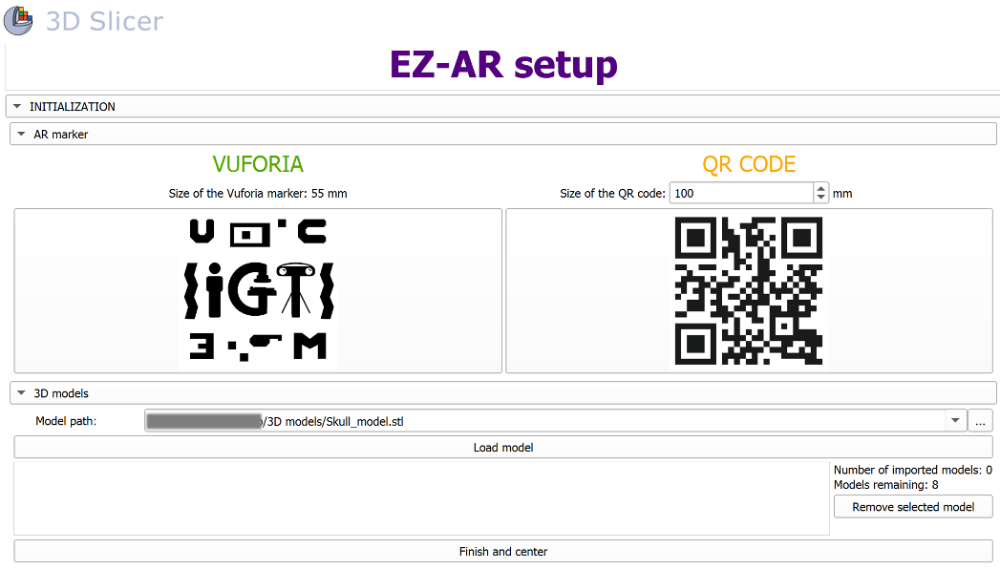 3D Slicer
EZ-AR setup
INITIALIZATION
AR marker
VUFORIA
Size of the Vuforia marker: 55 mm
QR CODE
Size of the QR code: 100 mm
U C
iGT
3D models
Model path: /3D models/Skull_model.stl ...
Load model
Number of imported models: 0
Models remaining: 8
Remove selected model
Finish and center